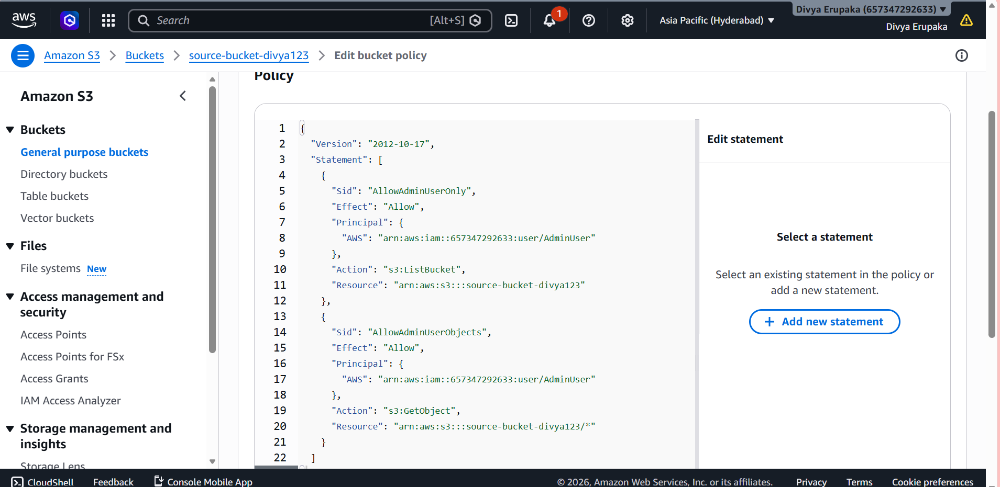 aws
Search
[Alt+S]
1
Asia Pacific (Hyderabad)
Divya Erupaka (657347292633)
Divya Erupaka
Amazon S3
Buckets
source-bucket-divya123
Edit bucket policy
Amazon S3
Buckets
General purpose buckets
Directory buckets
Table buckets
Vector buckets
Files
File systems New
Access management and
security
Access Points
Access Points for FSx
Access Grants
IAM Access Analyzer
Storage management and
insights
Storage Lens
Policy
1 {
2 "Version": "2012-10-17",
3 "Statement": [
4 {
5 "Sid": "AllowAdminUserOnly",
6 "Effect": "Allow",
7 "Principal": {
8 "AWS": "arn:aws:iam::657347292633:user/AdminUser"
9 },
10 "Action": "s3:ListBucket",
11 "Resource": "arn:aws:s3:::source-bucket-divya123"
12 },
13 {
14 "Sid": "AllowAdminUserObjects",
15 "Effect": "Allow",
16 "Principal": {
17 "AWS": "arn:aws:iam::657347292633:user/AdminUser"
18 },
19 "Action": "s3:GetObject",
20 "Resource": "arn:aws:s3:::source-bucket-divya123/*"
21 }
22 ]
Edit statement
Select a statement
Select an existing statement in the policy or
add a new statement.
+ Add new statement
CloudShell
Feedback
Console Mobile App
© 2026, Amazon Web Services, Inc. or its affiliates.
Privacy
Terms
Cookie preferences